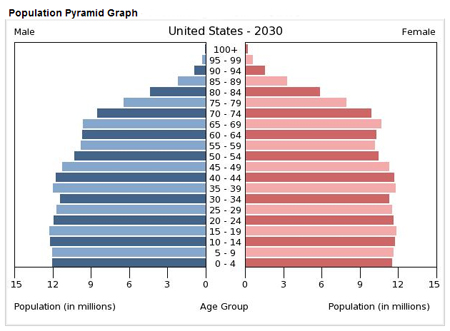 Population Pyramid Graph
Male United States - 2030 Female
100+
95 - 99
90 - 94
85 - 89
80 - 84
75 - 79
70 - 74
65 - 69
60 - 64
55 - 59
50 - 54
45 - 49
40 - 44
35 - 39
30 - 34
25 - 29
20 - 24
15 - 19
10 - 14
5 - 9
0 - 4
15 12 9 6 3 0 0 3 6 9 12 15
Population (in millions) Age Group Population (in millions)